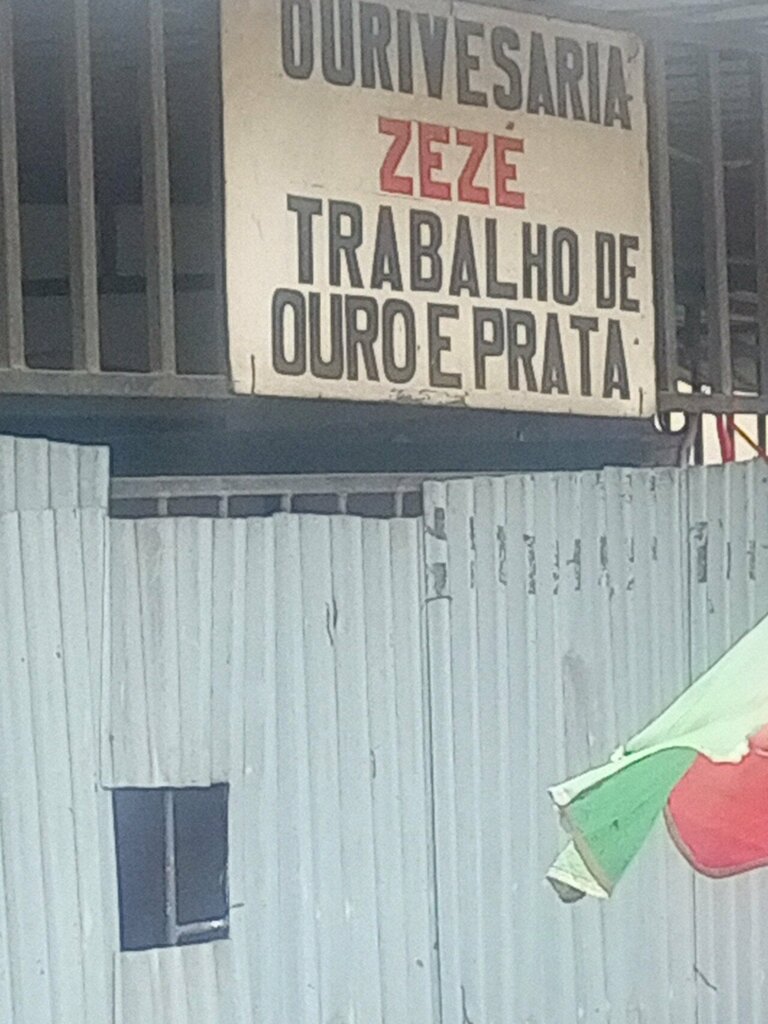 OURIVESARIA
ZEZÉ
TRABALHO DE
OURO E PRATA